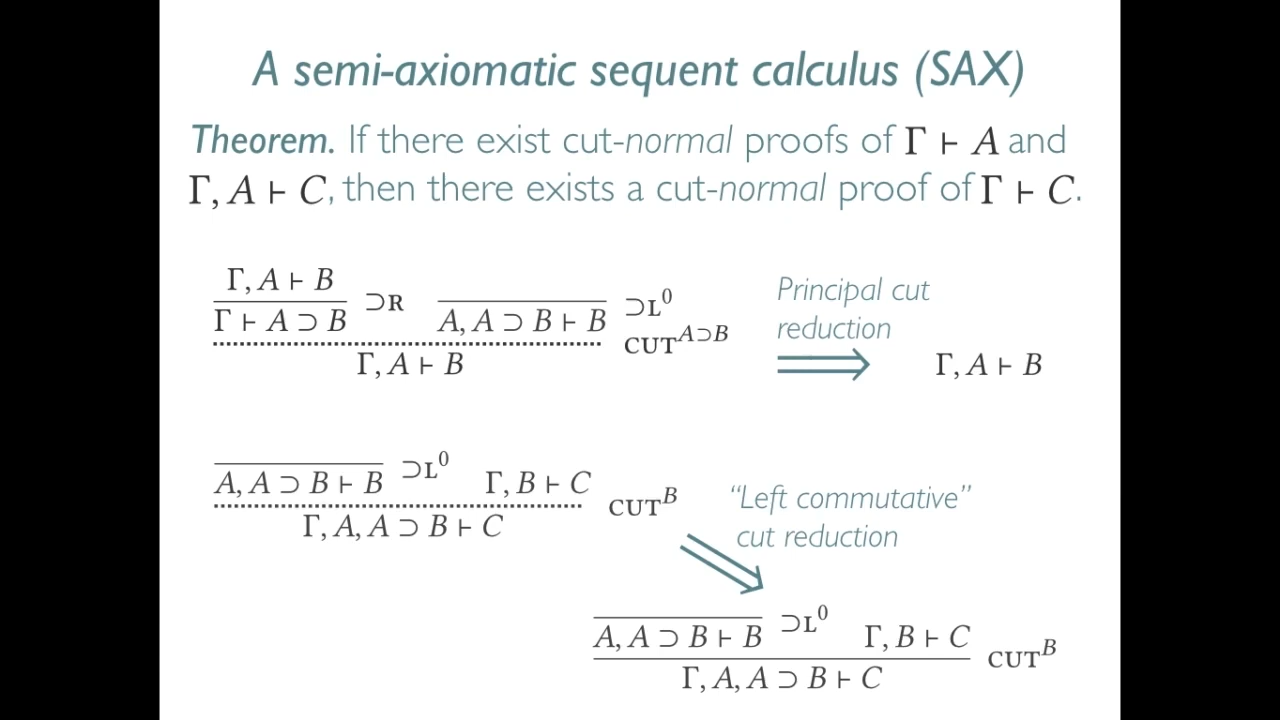 A semi-axiomatic sequent calculus (SAX)
Theorem. If there exist cut-normal proofs of Γ ⊢ A and
Γ, A ⊢ C, then there exists a cut-normal proof of Γ ⊢ C.
Γ, A ⊢ B
Γ ⊢ A ⊃ B ⊃R A, A ⊃ B ⊢ B ⊃L⁰
CUT^{A⊃B}
Γ, A ⊢ B
Principal cut
reduction
Γ, A ⊢ B
A, A ⊃ B ⊢ B ⊃L⁰ Γ, B ⊢ C
CUT^B
Γ, A, A ⊃ B ⊢ C
“Left commutative”
cut reduction
A, A ⊃ B ⊢ B ⊃L⁰ Γ, B ⊢ C
CUT^B
Γ, A, A ⊃ B ⊢ C